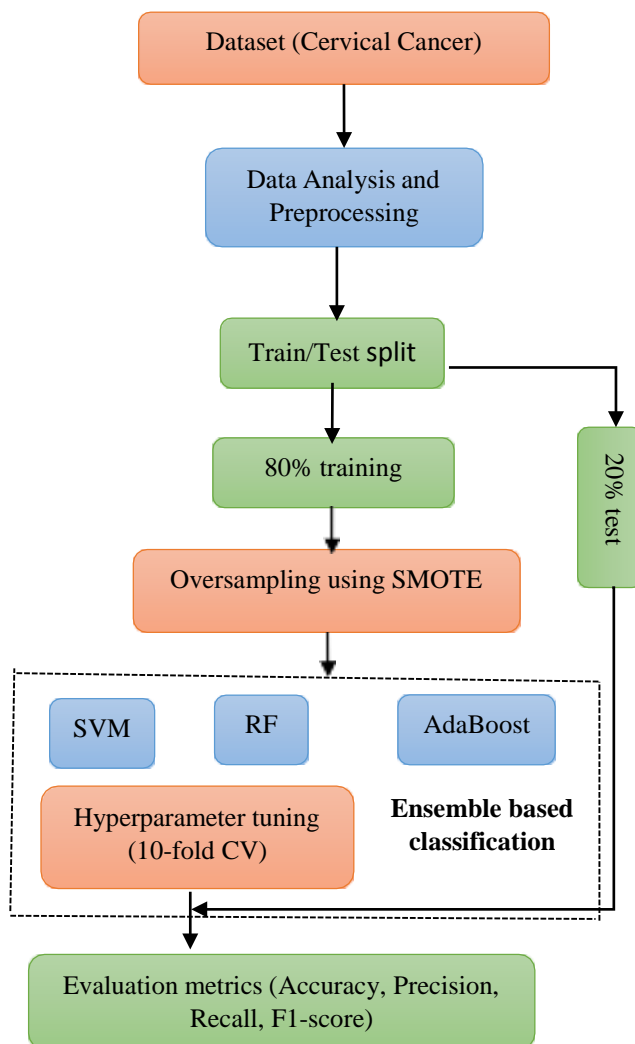 Dataset (Cervical Cancer)
Data Analysis and
Preprocessing
Train/Test split
80% training
20% test
Oversampling using SMOTE
SVM
RF
AdaBoost
Hyperparameter tuning
(10-fold CV)
Ensemble based
classification
Evaluation metrics (Accuracy, Precision,
Recall, F1-score)